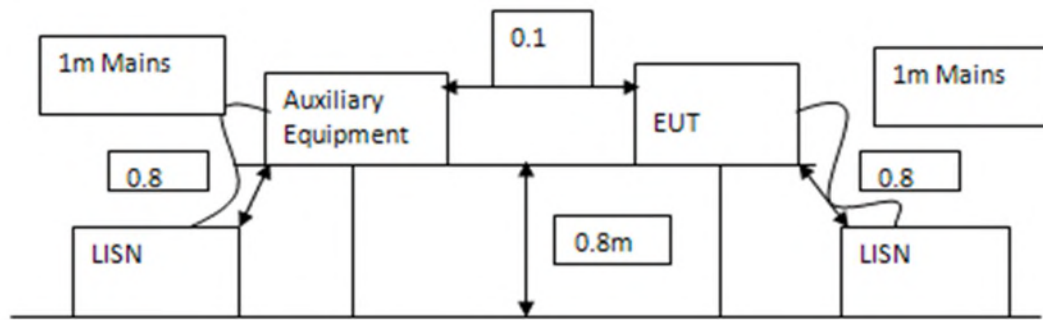 0.1
1m Mains
1m Mains
Auxiliary
Equipment
EUT
0.8
0.8
0.8m
LISN
LISN